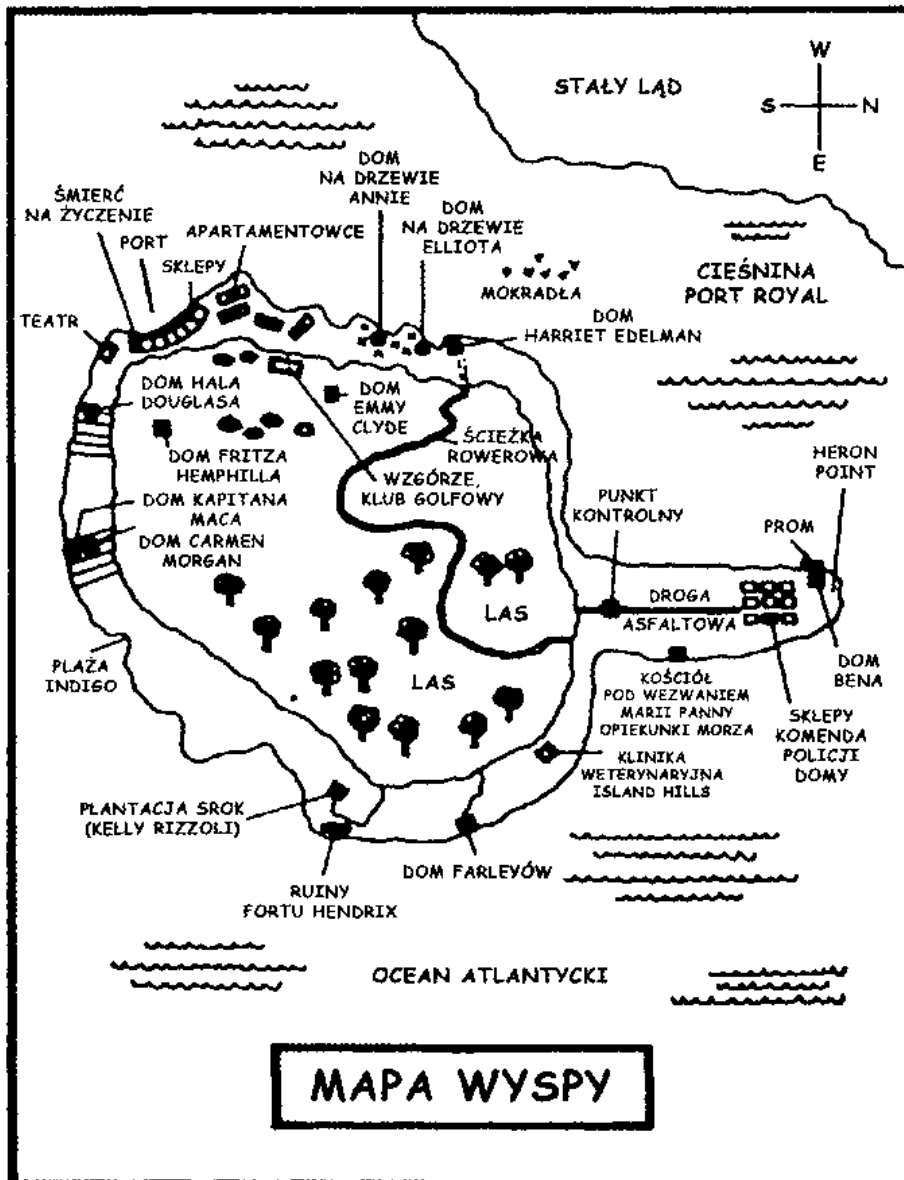 W
S
N
E
STAŁY LĄD
DOM
NA DRZEWIE
ANNIE
DOM
NA DRZEWIE
ELLIOTA
ŚMIERĆ
NA ŻYCZENIE
PORT
APARTAMENTOWCE
SKLEPY
TEATR
MOKRADŁA
CIEŚNINA
PORT ROYAL
DOM
HARRIET EDELMAN
DOM HALA
DOUGLASA
DOM
EMMY
CLYDE
DOM FRITZA
HEMPHILLA
ŚCIEŻKA
ROWEROWA
WZGÓRZE,
KLUB GOLFOWY
HERON
POINT
DOM KAPITANA
MACA
DOM CARMEN
MORGAN
PUNKT
KONTROLNY
PROM
LAS
DROGA
ASFALTOWA
PLAŻA
INDIGO
LAS
KOŚCIÓŁ
POD WEZWANIEM
MARII PANNY
OPIEKUNKI MORZA
DOM
BENA
SKLEPY
KOMENDA
POLICJI
DOMY
KLINIKA
WETERYNARYJNA
ISLAND HILLS
PLANTACJA SROK
(KELLY RIZZOLI)
DOM FARLEYÓW
RUINY
FORTU HENDRIX
OCEAN ATLANTYCKI
MAPA WYSPY